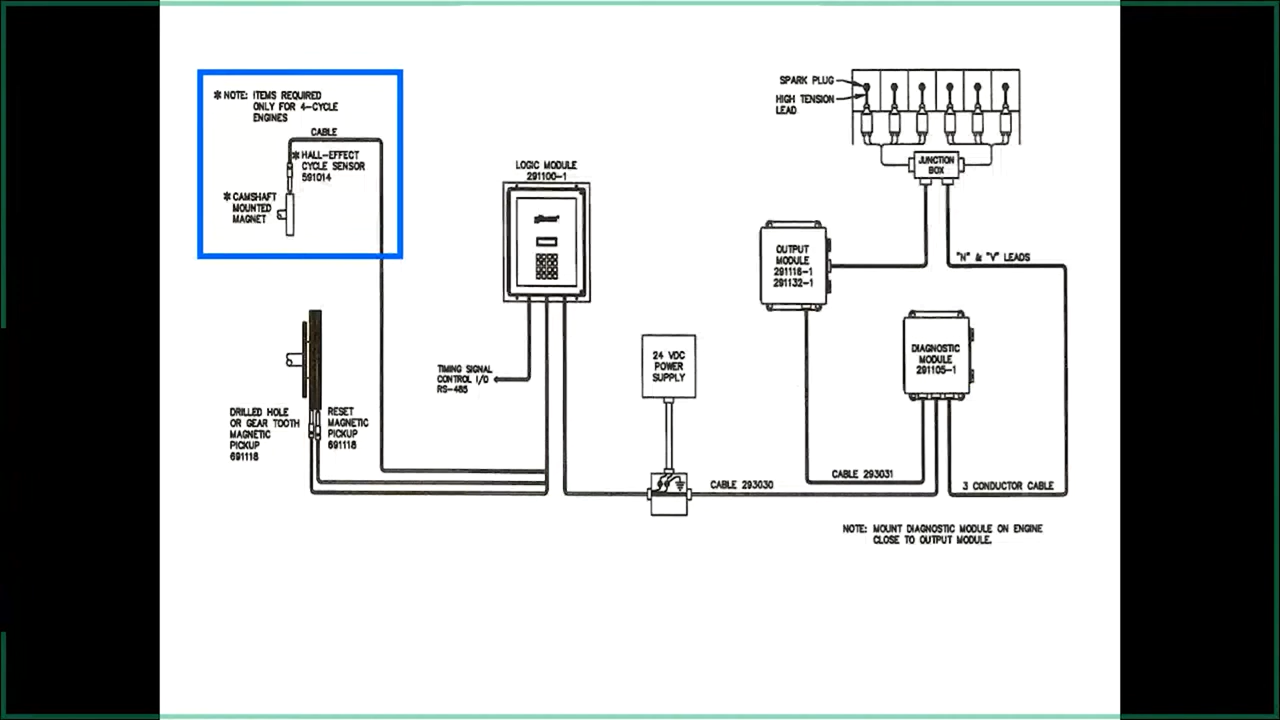 * NOTE: ITEMS REQUIRED
ONLY FOR 4-CYCLE
ENGINES
CABLE
* HALL-EFFECT
CYCLE SENSOR
591014
* CAMSHAFT
MOUNTED
MAGNET
LOGIC MODULE
291100-1
SPARK PLUG
HIGH TENSION
LEAD
JUNCTION
BOX
OUTPUT
MODULE
291116-1
291132-1
"N" & "V" LEADS
DIAGNOSTIC
MODULE
291105-1
24 VDC
POWER
SUPPLY
TIMING SIGNAL
CONTROL I/O
RS-485
DRILLED HOLE
OR GEAR TOOTH
MAGNETIC
PICKUP
691118
RESET
MAGNETIC
PICKUP
691118
CABLE 293030
CABLE 293031
3 CONDUCTOR CABLE
NOTE: MOUNT DIAGNOSTIC MODULE ON ENGINE
CLOSE TO OUTPUT MODULE.